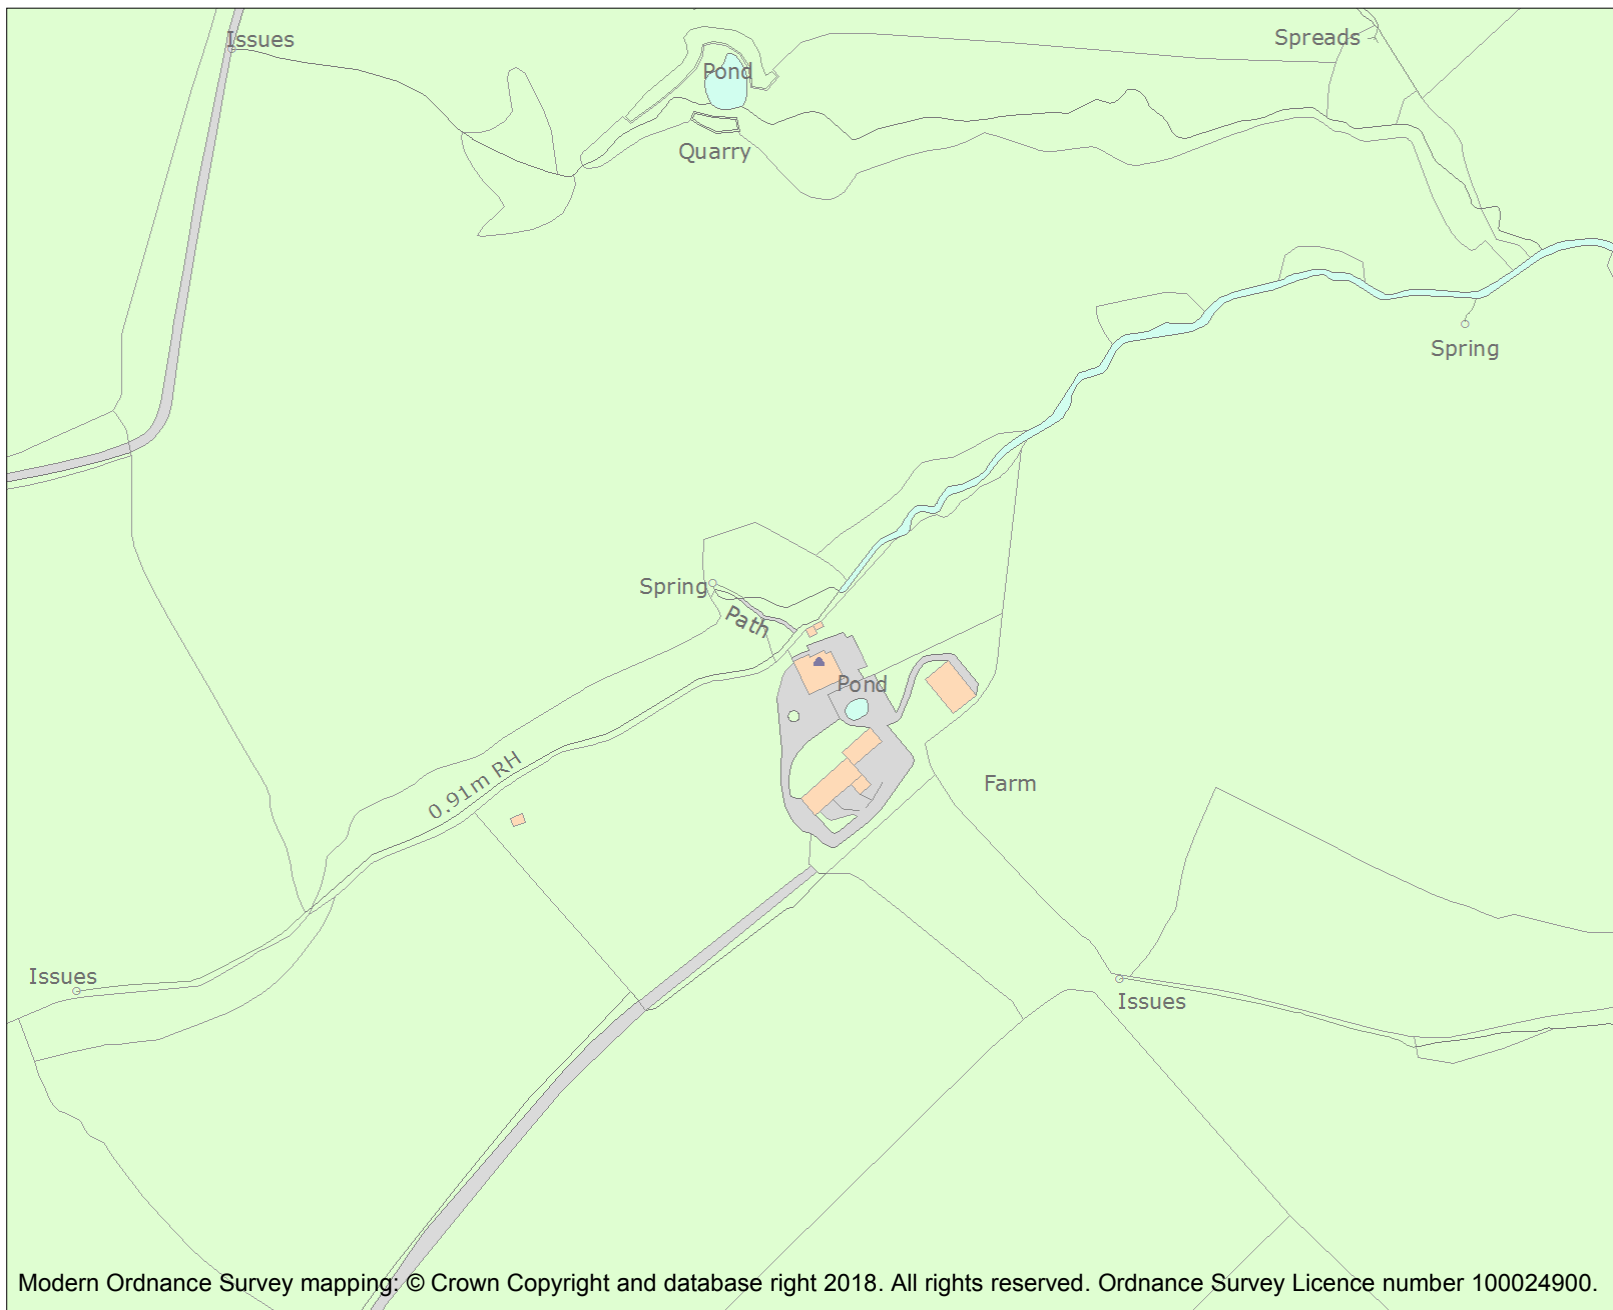 Issues
Spreads
Pond
Quarry
Spring
Spring
Path
Pond
0.91m RH
Farm
Issues
Issues
Modern Ordnance Survey mapping: © Crown Copyright and database right 2018. All rights reserved. Ordnance Survey Licence number 100024900.